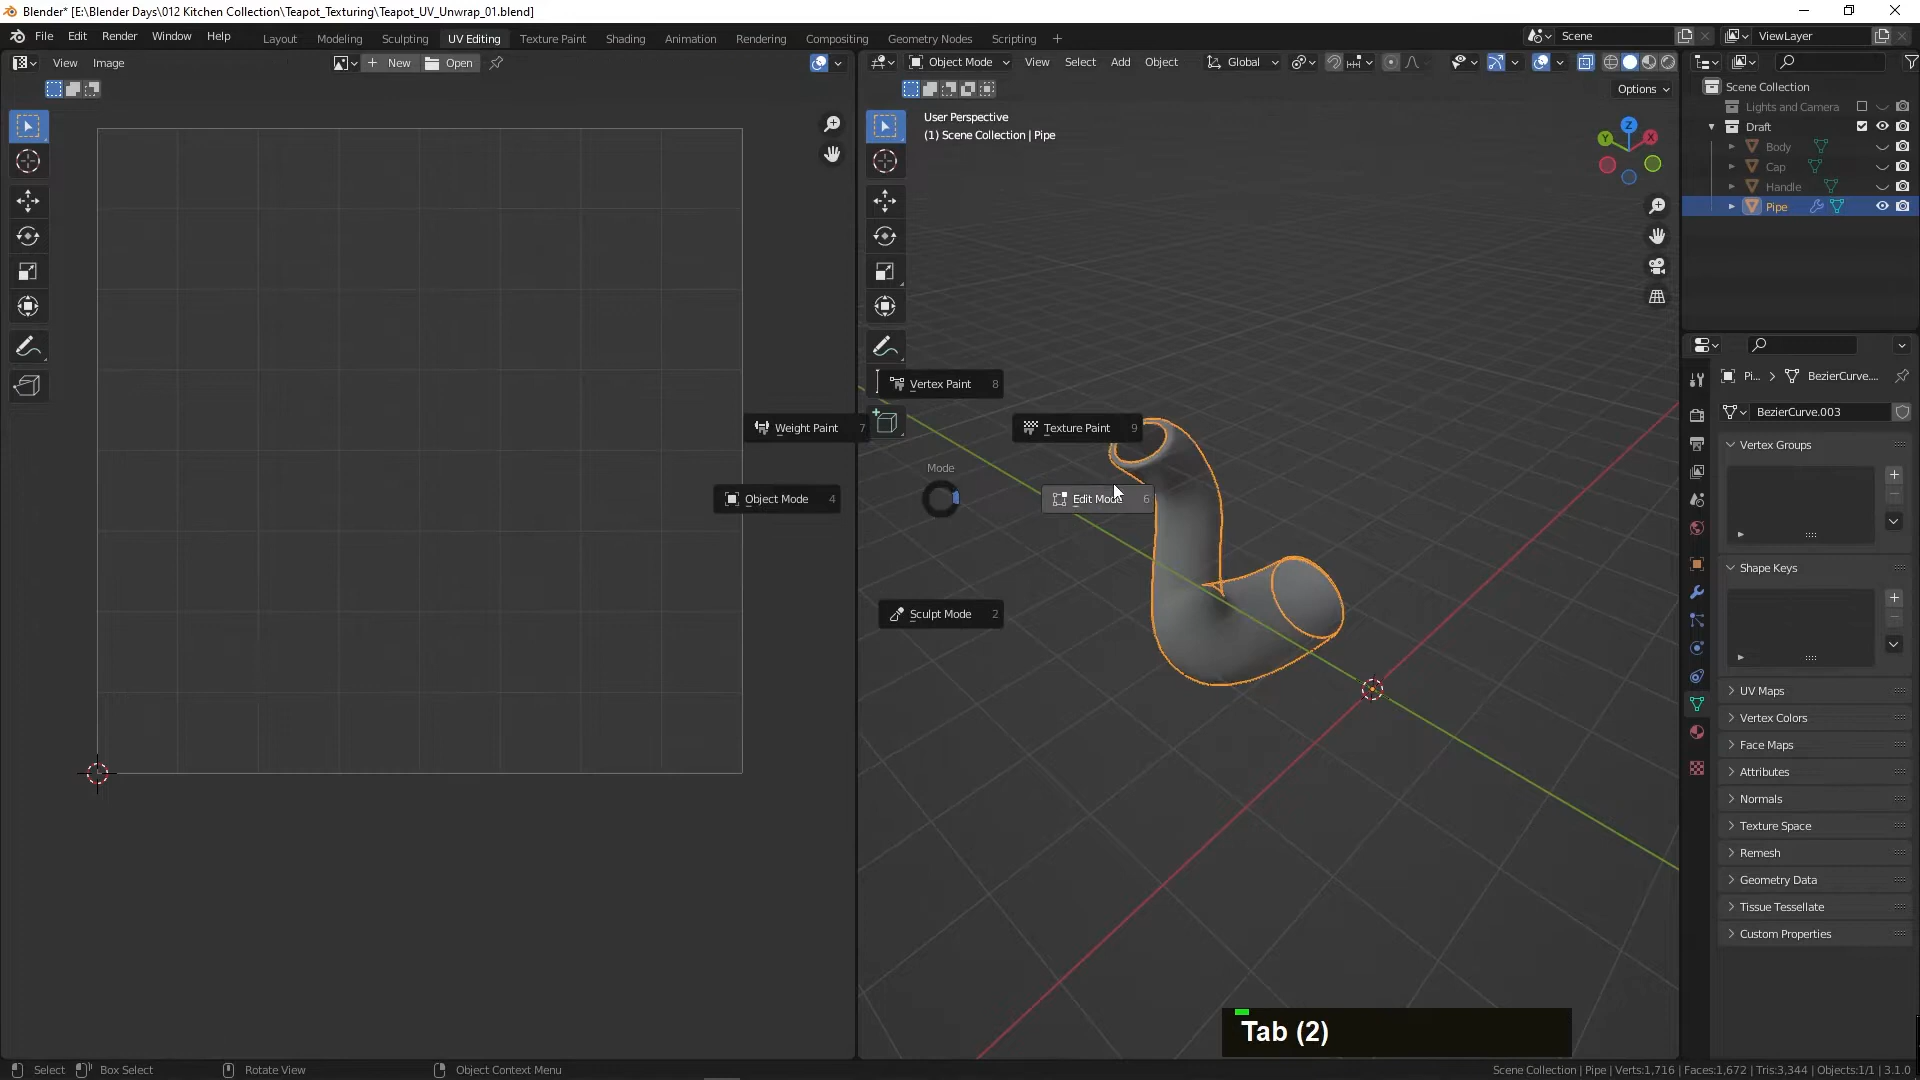 Blender* [E:\Blender Days\012 Kitchen Collection\Teapot_Texturing\Teapot_UV_Unwrap_01.blend]
File Edit Render Window Help
Layout Modeling Sculpting UV Editing Texture Paint Shading Animation Rendering Compositing Geometry Nodes Scripting +
Scene
ViewLayer
View Image
New
Open
Object Mode
View Select Add Object
Global
Options
User Perspective
(1) Scene Collection | Pipe
Z
Y
X
Scene Collection
Lights and Camera
Draft
Body
Cap
Handle
Pipe
Vertex Paint 8
Weight Paint 7
Texture Paint 9
Mode
Object Mode 4
Edit Mode 6
Sculpt Mode 2
Pi... > BezierCurve....
BezierCurve.003
Vertex Groups
Shape Keys
UV Maps
Vertex Colors
Face Maps
Attributes
Normals
Texture Space
Remesh
Geometry Data
Tissue Tessellate
Custom Properties
Tab (2)
Select Box Select Rotate View Object Context Menu
Scene Collection | Pipe | Verts:1,716 | Faces:1,672 | Tris:3,344 | Objects:1/1 | 3.1.0